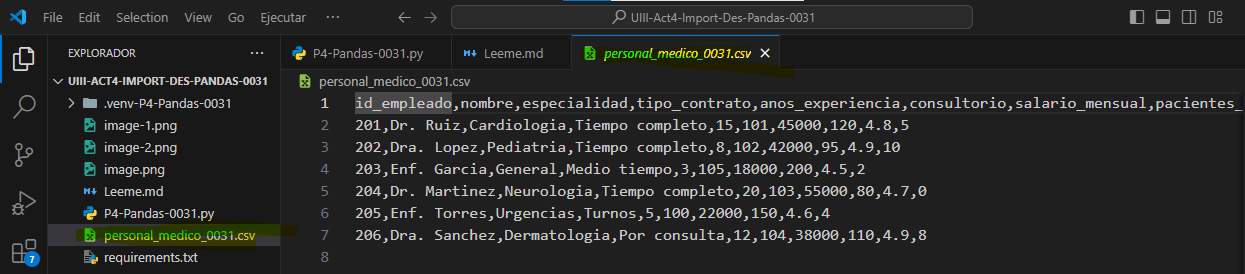 File Edit Selection View Go Ejecutar ··· UIII-Act4-Import-Des-Pandas-0031
EXPLORADOR ···
UIII-ACT4-IMPORT-DES-PANDAS-0031
.venv-P4-Pandas-0031
image-1.png
image-2.png
image.png
Leeme.md
P4-Pandas-0031.py
personal_medico_0031.csv
requirements.txt
7
P4-Pandas-0031.py Leeme.md personal_medico_0031.csv
personal_medico_0031.csv
1 id_empleado,nombre,especialidad,tipo_contrato,anos_experiencia,consultorio,salario_mensual,pacientes_
2 201,Dr. Ruiz,Cardiologia,Tiempo completo,15,101,45000,120,4.8,5
3 202,Dra. Lopez,Pediatria,Tiempo completo,8,102,42000,95,4.9,10
4 203,Enf. Garcia,General,Medio tiempo,3,105,18000,200,4.5,2
5 204,Dr. Martinez,Neurologia,Tiempo completo,20,103,55000,80,4.7,0
6 205,Enf. Torres,Urgencias,Turnos,5,100,22000,150,4.6,4
7 206,Dra. Sanchez,Dermatologia,Por consulta,12,104,38000,110,4.9,8
8